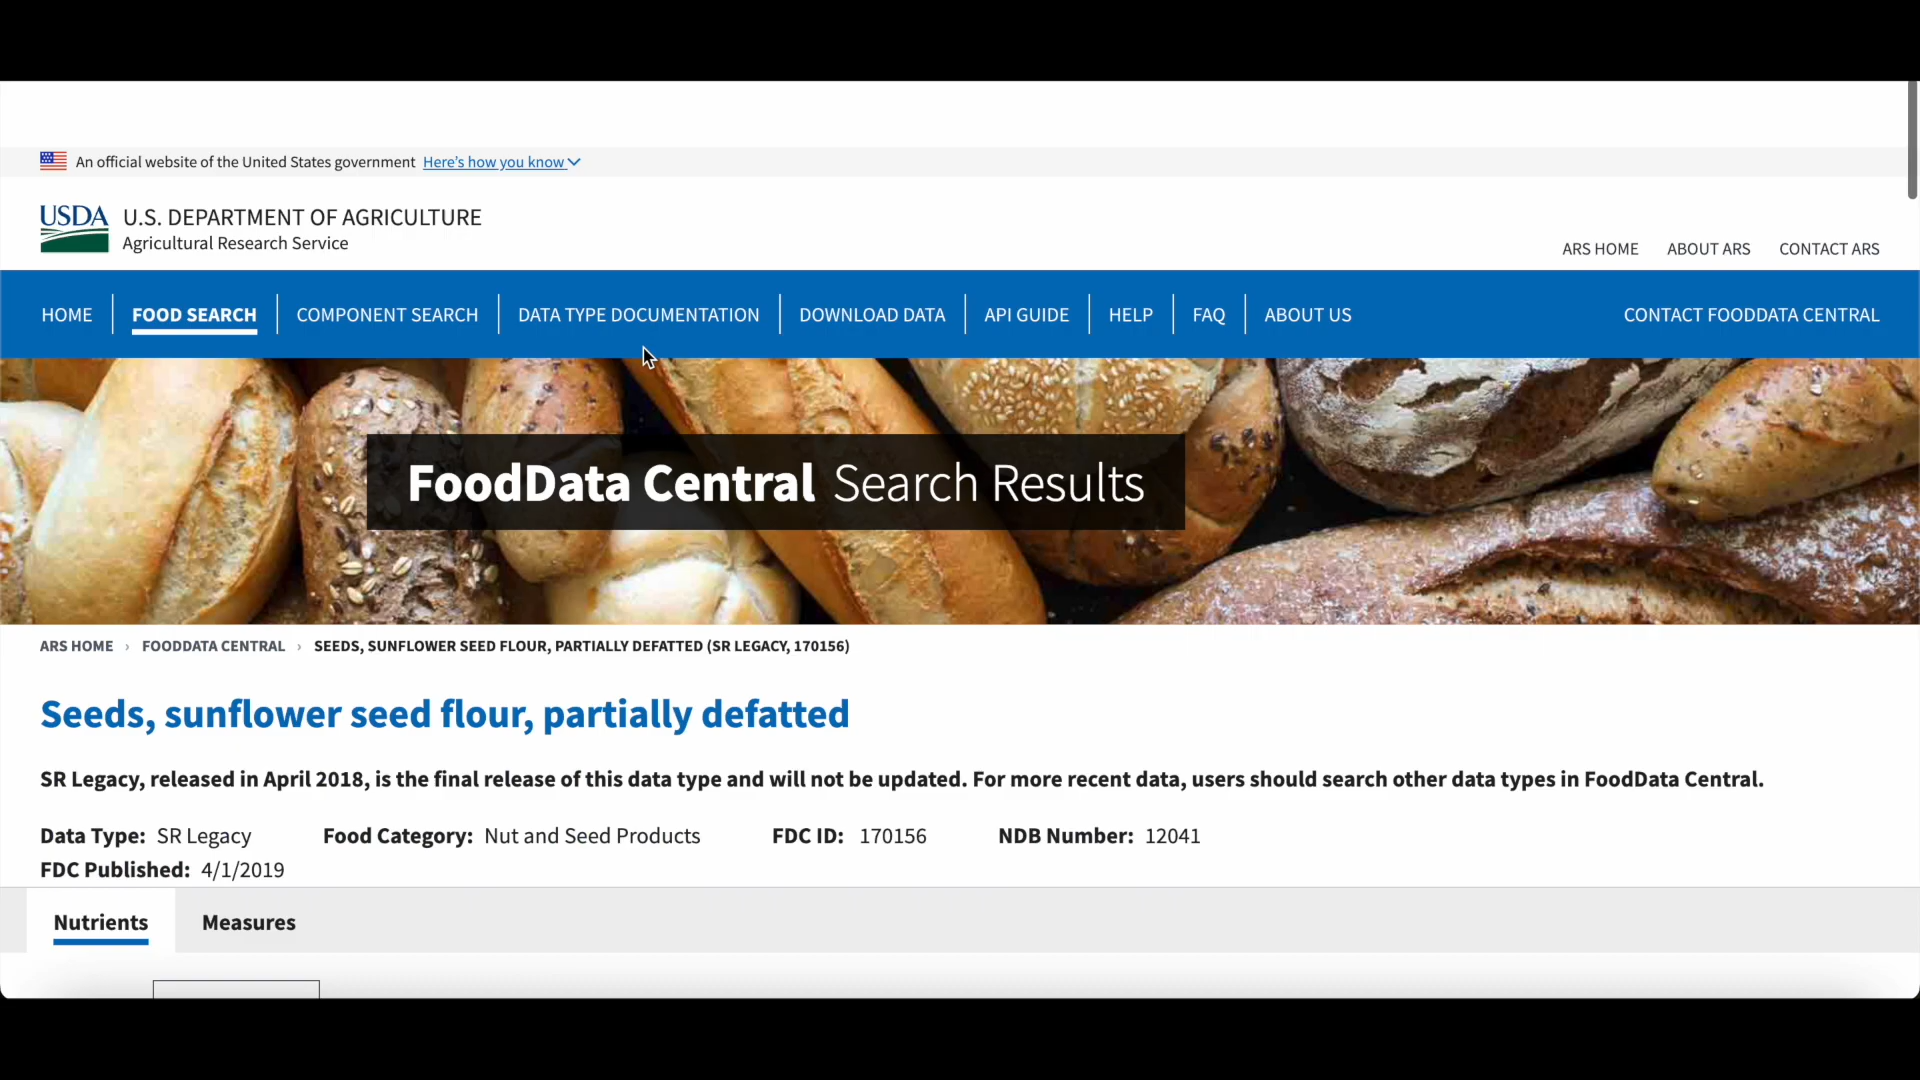 An official website of the United States government Here's how you know
USDA U.S. DEPARTMENT OF AGRICULTURE
Agricultural Research Service
ARS HOME ABOUT ARS CONTACT ARS
HOME FOOD SEARCH COMPONENT SEARCH DATA TYPE DOCUMENTATION DOWNLOAD DATA API GUIDE HELP FAQ ABOUT US CONTACT FOODDATA CENTRAL
FoodData Central Search Results
ARS HOME › FOODDATA CENTRAL › SEEDS, SUNFLOWER SEED FLOUR, PARTIALLY DEFATTED (SR LEGACY, 170156)
Seeds, sunflower seed flour, partially defatted
SR Legacy, released in April 2018, is the final release of this data type and will not be updated. For more recent data, users should search other data types in FoodData Central.
Data Type: SR Legacy Food Category: Nut and Seed Products FDC ID: 170156 NDB Number: 12041
FDC Published: 4/1/2019
Nutrients Measures